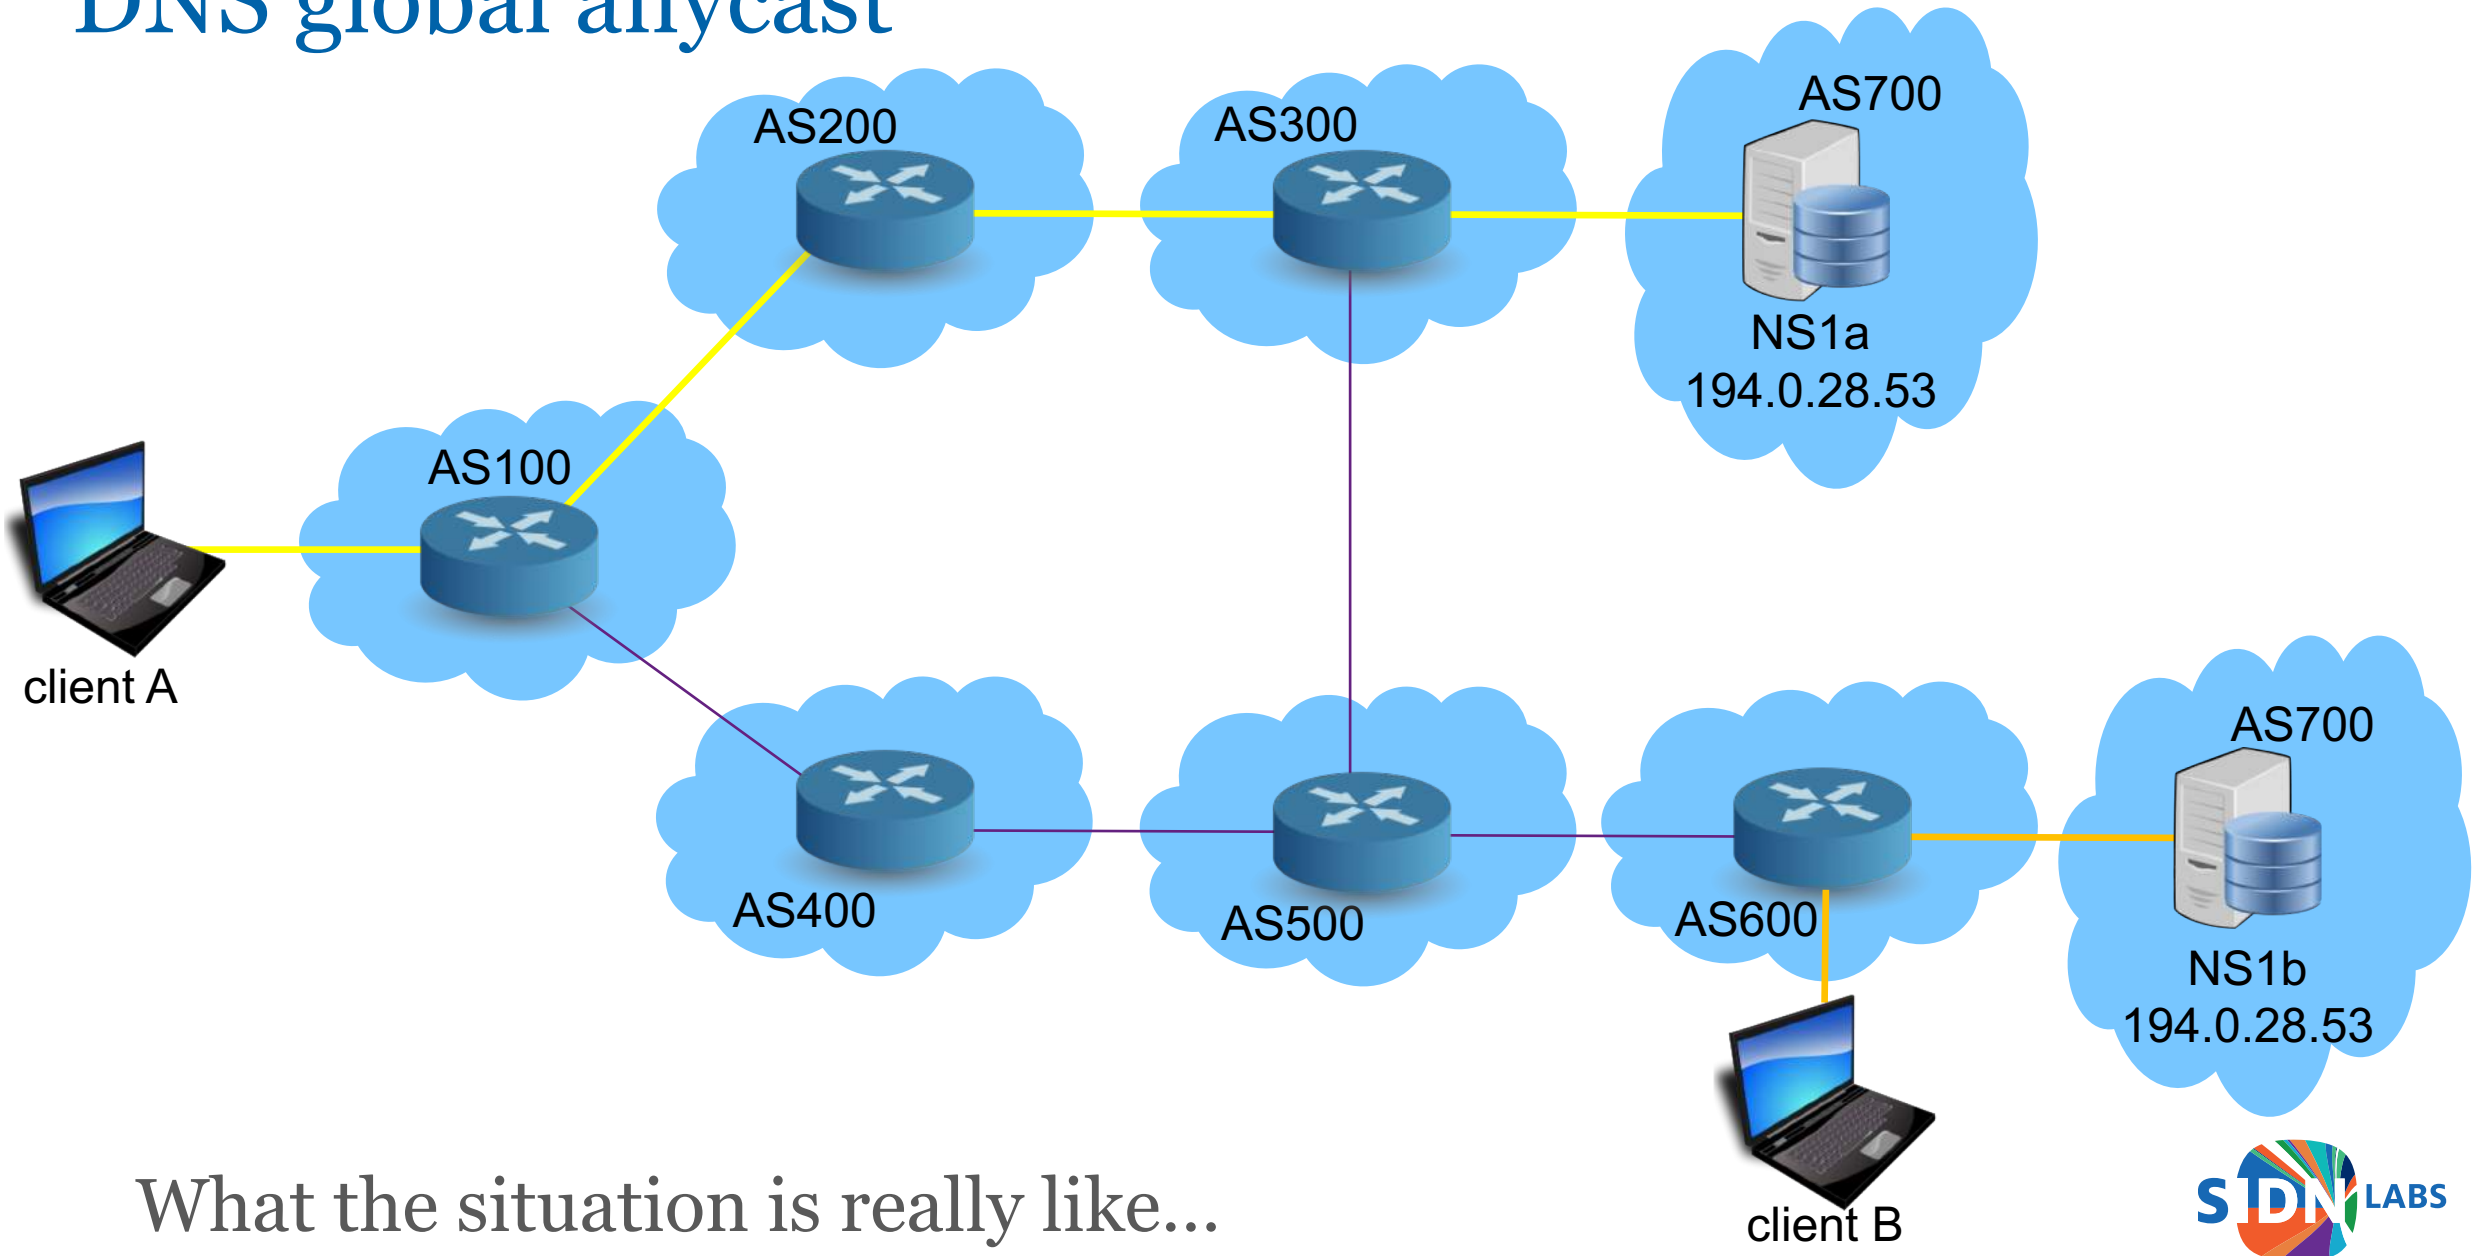 DNS global anycast
AS200
AS300
AS700
NS1a
194.0.28.53
AS100
client A
AS400
AS500
AS600
AS700
NS1b
194.0.28.53
client B
What the situation is really like...
SIDN LABS